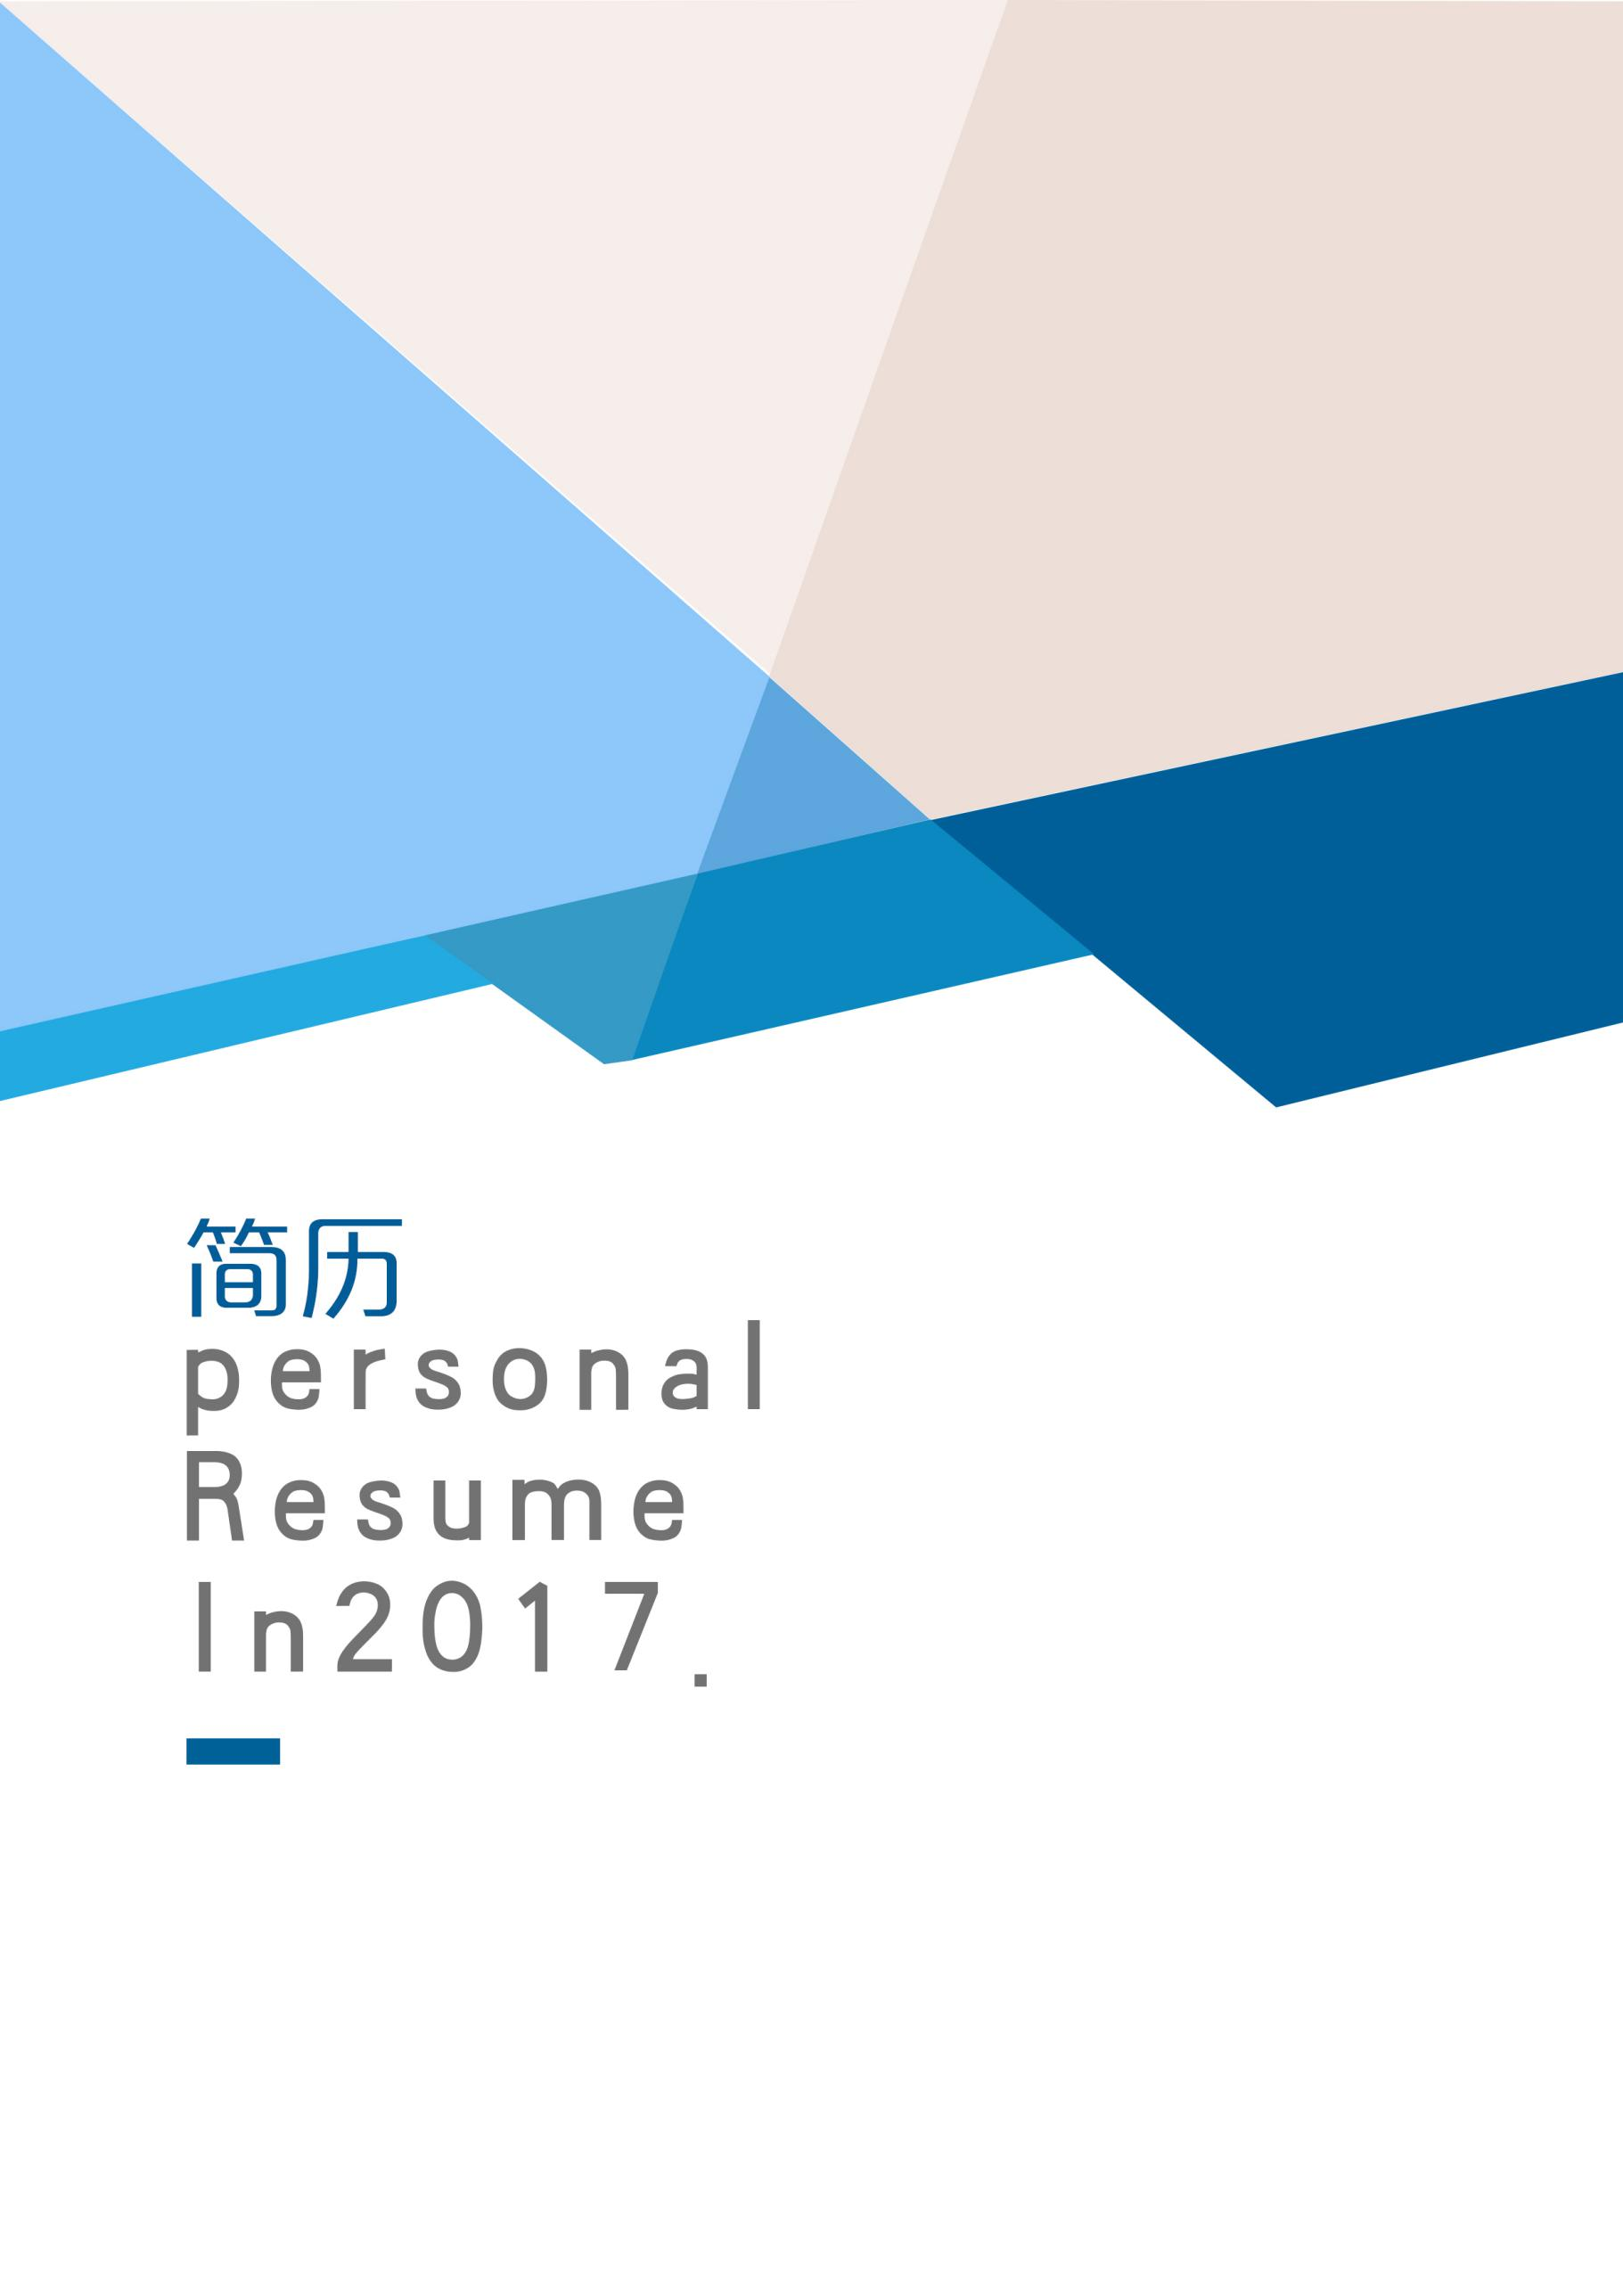 简历
personal
Resume
In2017.